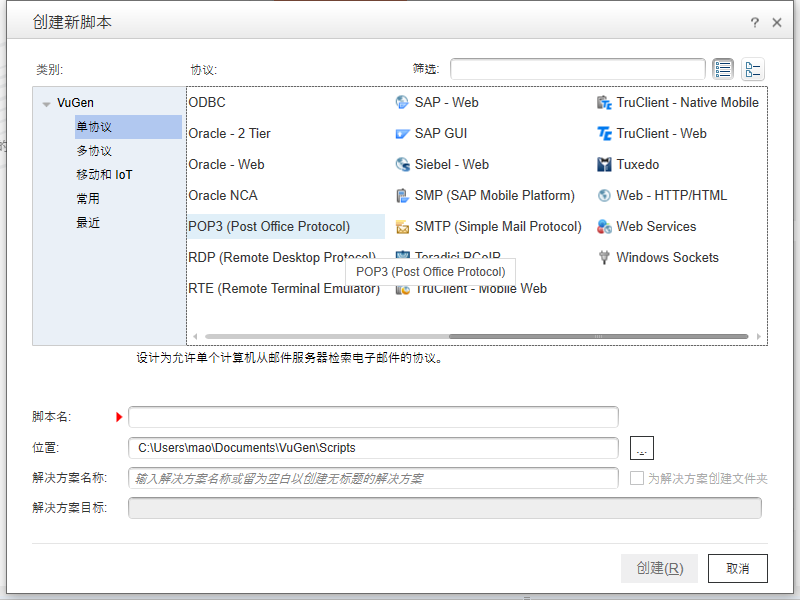 创建新脚本
类别:
协议:
筛选:
VuGen
单协议
多协议
移动和 IoT
常用
最近
ODBC
Oracle - 2 Tier
Oracle - Web
Oracle NCA
POP3 (Post Office Protocol)
RDP (Remote Desktop Protocol)
RTE (Remote Terminal Emulator)
SAP - Web
SAP GUI
Siebel - Web
SMP (SAP Mobile Platform)
SMTP (Simple Mail Protocol)
Teradici PCoIP
TruClient - Mobile Web
TruClient - Native Mobile
TruClient - Web
Tuxedo
Web - HTTP/HTML
Web Services
Windows Sockets
POP3 (Post Office Protocol)
设计为允许单个计算机从邮件服务器检索电子邮件的协议。
脚本名:
位置:
C:\Users\mao\Documents\VuGen\Scripts
...
解决方案名称:
输入解决方案名称或留为空白以创建无标题的解决方案
为解决方案创建文件夹
解决方案目标:
创建(R)
取消